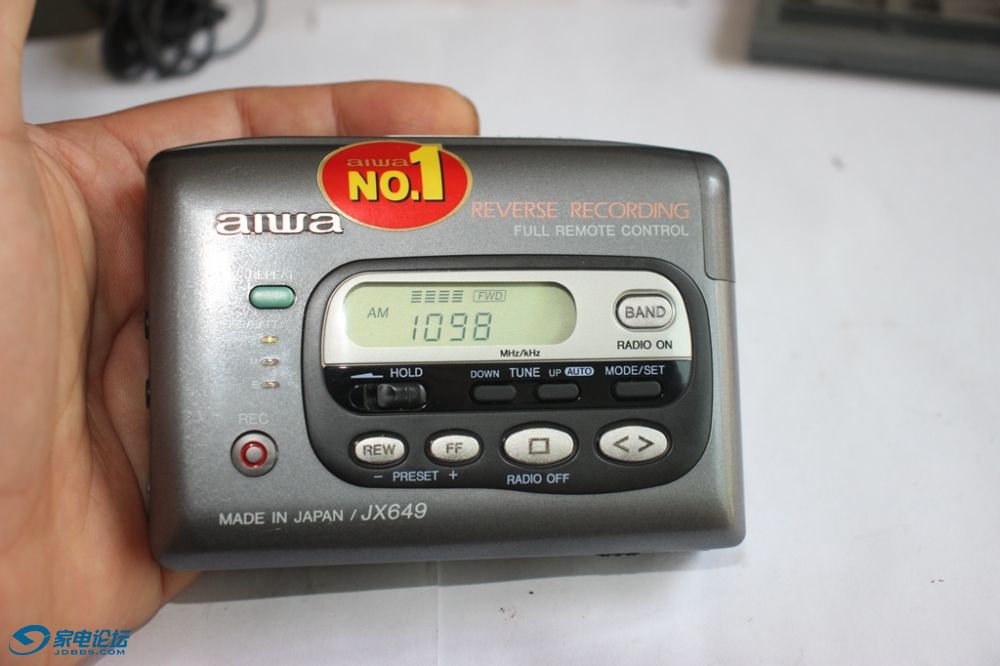 aiwa
NO.1
aiwa
REVERSE RECORDING
FULL REMOTE CONTROL
REPEAT
FWD
AM
1098
MHz/kHz
BAND
RADIO ON
HOLD
DOWN TUNE UP AUTO
MODE/SET
REC
REW
FF
- PRESET +
RADIO OFF
< >
MADE IN JAPAN / JX649
家电论坛
JDBBS.COM